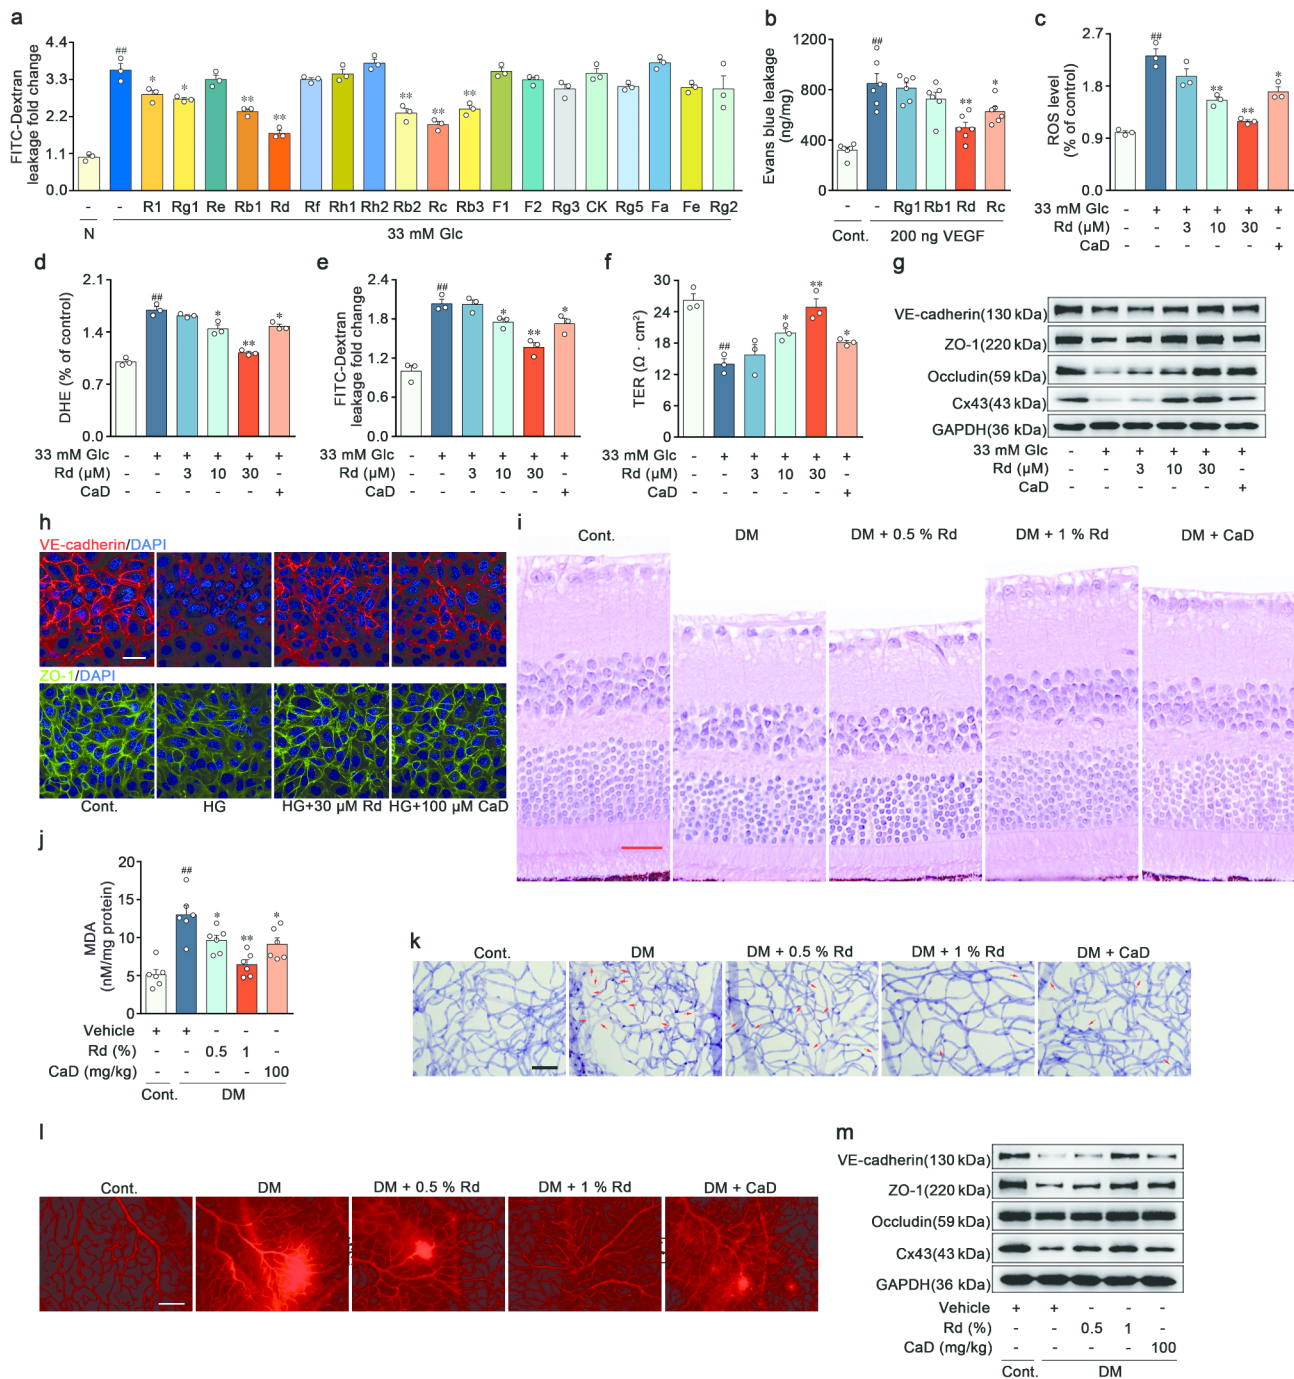 a
FITC-Dextran
leakage fold change
4.4
3.3
2.2
1.1
0.0
## * * ** ** ** ** **
- - R1 Rg1 Re Rb1 Rd Rf Rh1 Rh2 Rb2 Rc Rb3 F1 F2 Rg3 CK Rg5 Fa Fe Rg2
N 33 mM Glc
b
Evans blue leakage
(ng/mg)
1200
800
400
0
## ** *
- - Rg1 Rb1 Rd Rc
Cont. 200 ng VEGF
c
ROS level
(% of control)
2.7
1.8
0.9
0.0
## ** ** *
33 mM Glc - + + + + +
Rd (μM) - - 3 10 30 -
CaD - - - - - +
d
DHE (% of control)
2.1
1.4
0.7
0.0
## * ** *
33 mM Glc - + + + + +
Rd (μM) - - 3 10 30 -
CaD - - - - - +
e
FITC-Dextran
leakage fold change
2.4
1.8
1.2
0.6
0.0
## * ** *
33 mM Glc - + + + + +
Rd (μM) - - 3 10 30 -
CaD - - - - - +
f
TER (Ω · cm²)
30
24
18
12
6
0
## * ** *
33 mM Glc - + + + + +
Rd (μM) - - 3 10 30 -
CaD - - - - - +
g
VE-cadherin(130 kDa)
ZO-1(220 kDa)
Occludin(59 kDa)
Cx43(43 kDa)
GAPDH(36 kDa)
33 mM Glc - + + + + +
Rd (μM) - - 3 10 30 -
CaD - - - - - +
h
VE-cadherin/DAPI
ZO-1/DAPI
Cont. HG HG+30 μM Rd HG+100 μM CaD
i
Cont. DM DM + 0.5 % Rd DM + 1 % Rd DM + CaD
j
MDA
(nM/mg protein)
20
15
10
5
0
## * ** *
Vehicle + + - - -
Rd (%) - - 0.5 1 -
CaD (mg/kg) - - - - 100
Cont. DM
k
Cont. DM DM + 0.5 % Rd DM + 1 % Rd DM + CaD
l
Cont. DM DM + 0.5 % Rd DM + 1 % Rd DM + CaD
m
VE-cadherin(130 kDa)
ZO-1(220 kDa)
Occludin(59 kDa)
Cx43(43 kDa)
GAPDH(36 kDa)
Vehicle + + - - -
Rd (%) - - 0.5 1 -
CaD (mg/kg) - - - - 100
Cont. DM